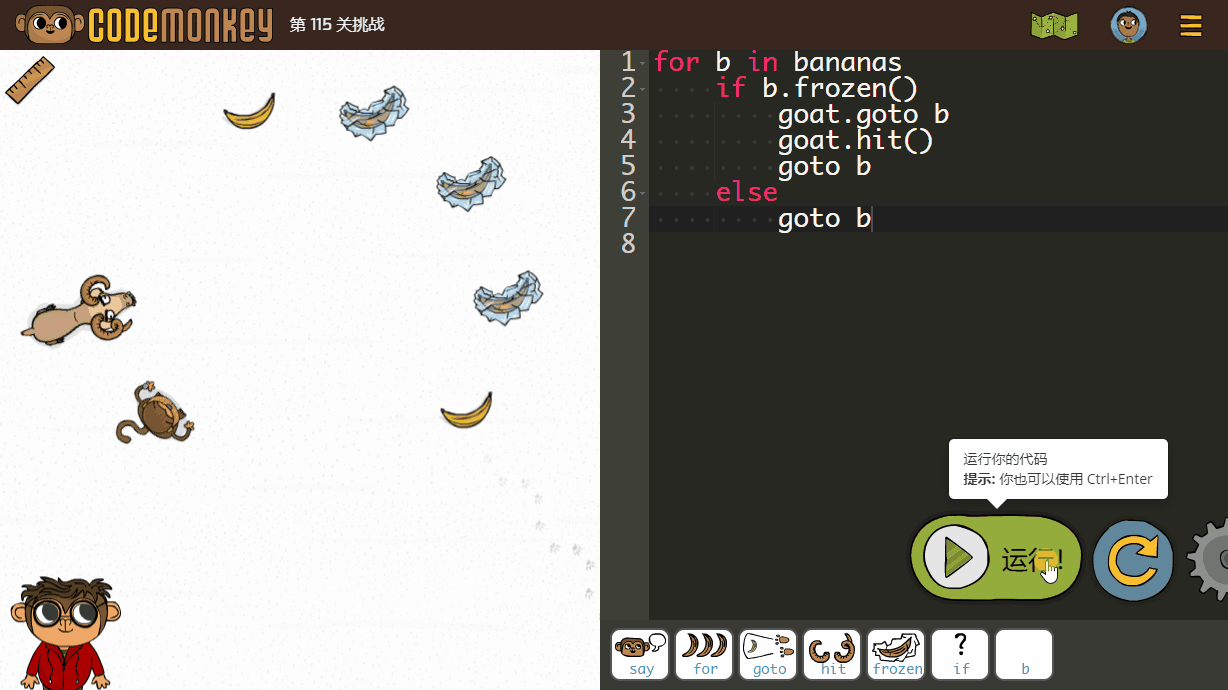 CODEMONKEY 第 115 关挑战
1 for b in bananas
2 if b.frozen()
3 goat.goto b
4 goat.hit()
5 goto b
6 else
7 goto b
8
运行你的代码
提示: 你也可以使用 Ctrl+Enter
运行!
say for goto hit frozen if b
?